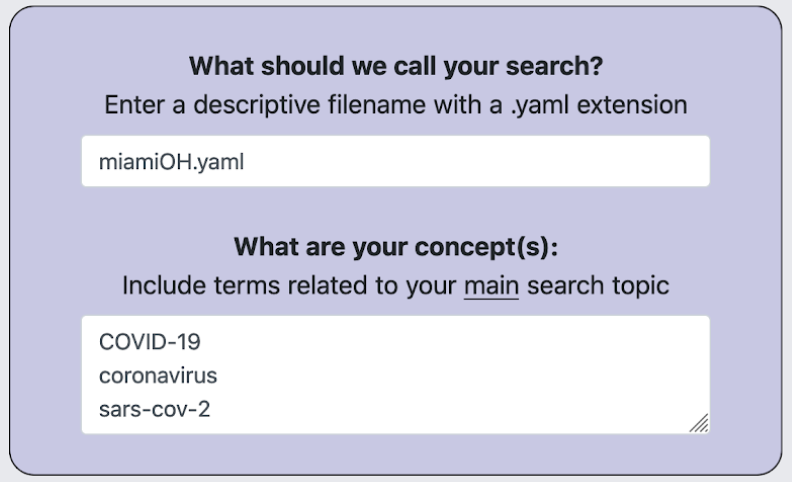 What should we call your search?
Enter a descriptive filename with a .yaml extension
miamiOH.yaml
What are your concept(s):
Include terms related to your main search topic
COVID-19
coronavirus
sars-cov-2